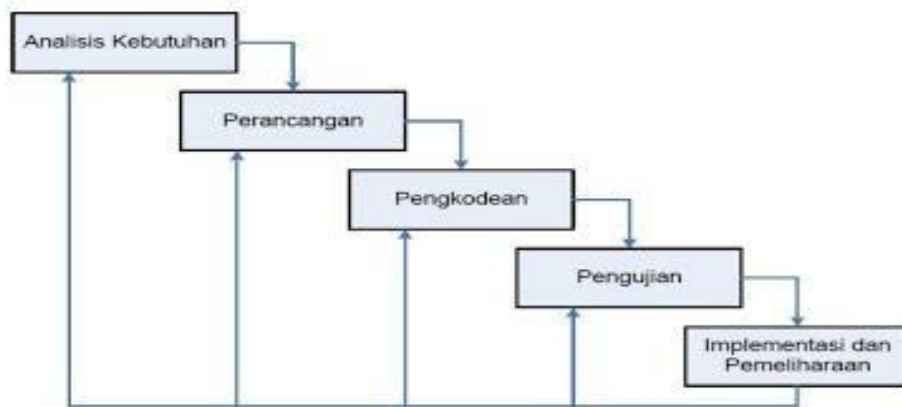 Analisis Kebutuhan
Perancangan
Pengkodean
Pengujian
Implementasi dan
Pemeliharaan